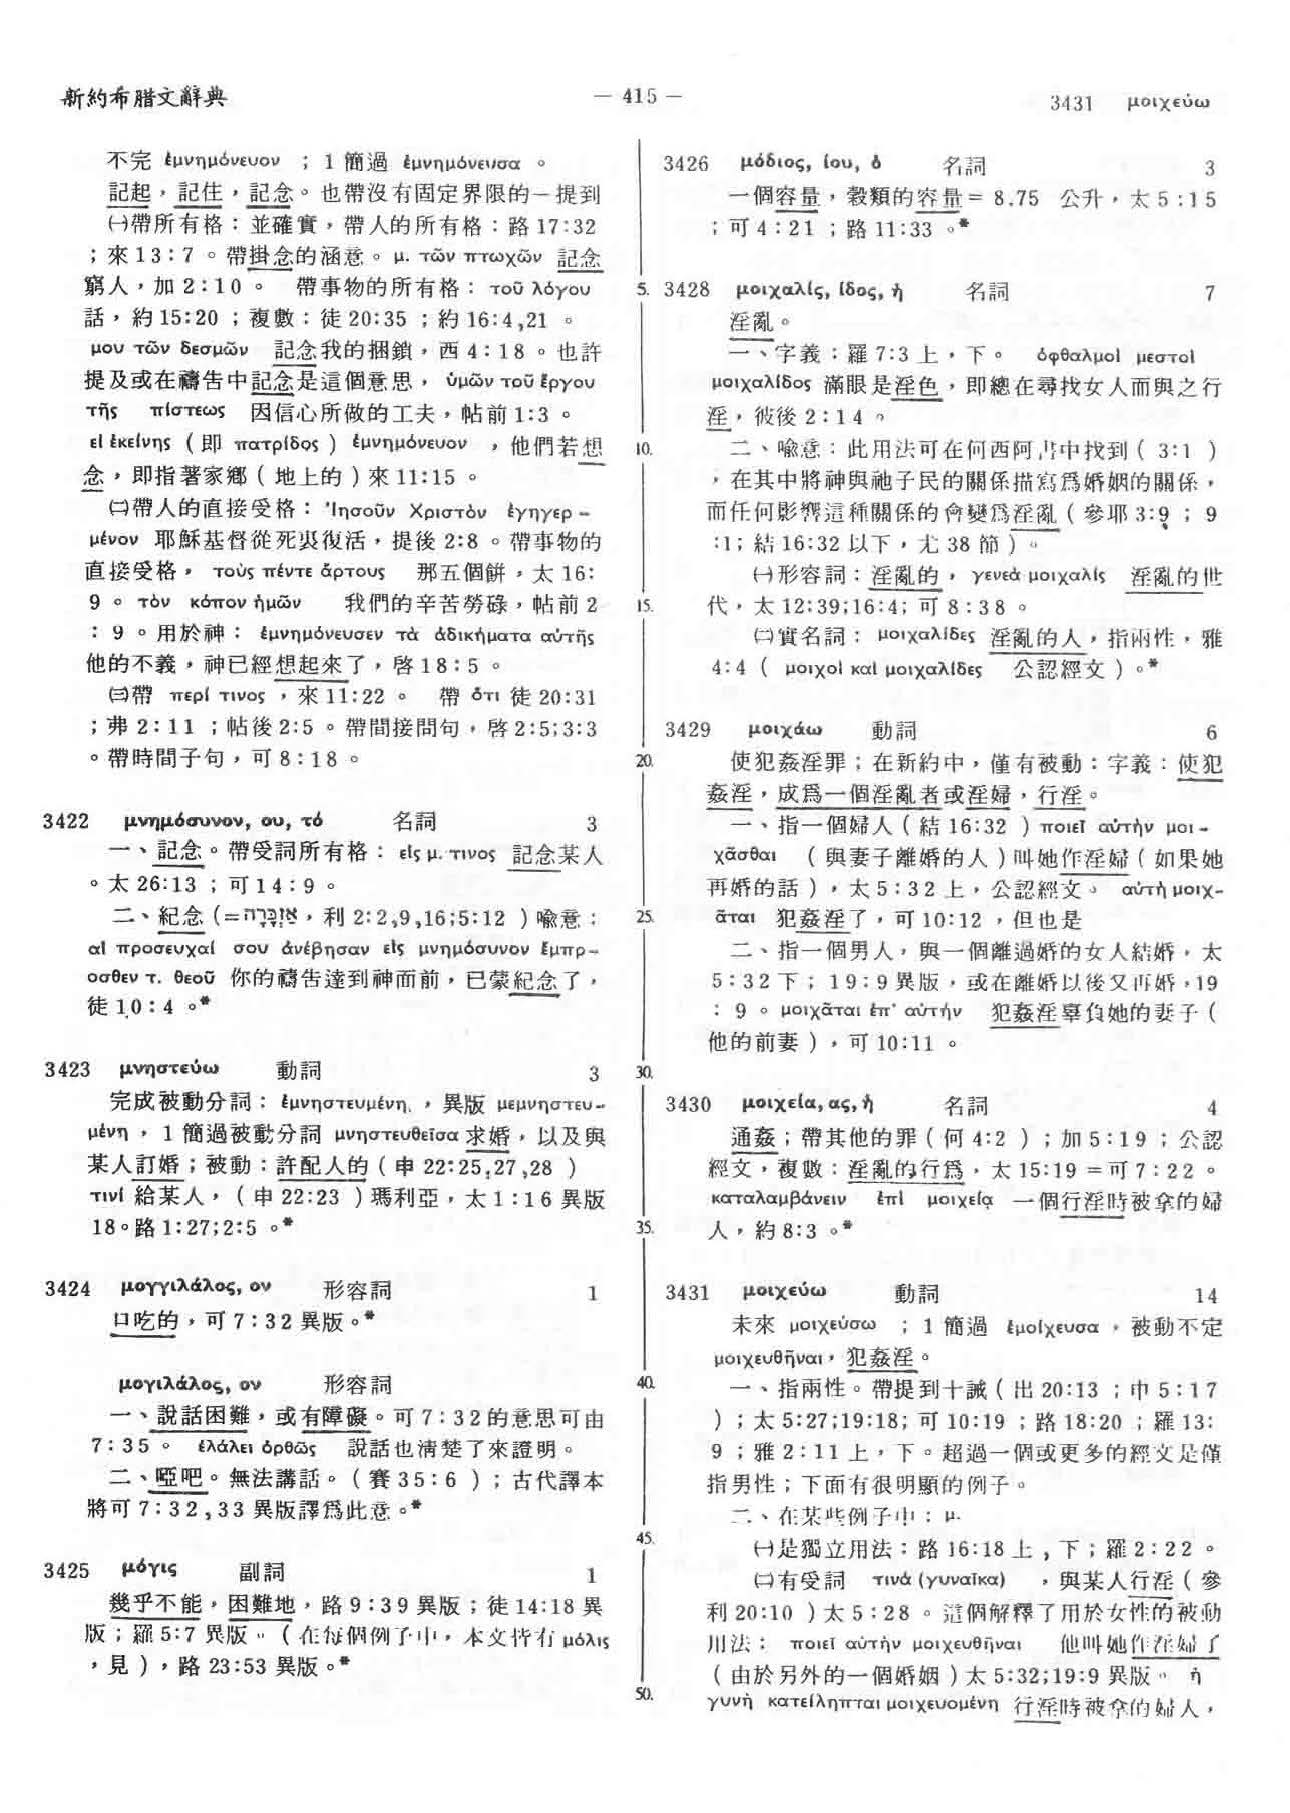 新約希腊文辭典
— 415 —
3431 μοιχεύω
不完 ἐμνημόνευον ；1 簡過 ἐμνημόνευσα 。
記起，記住，記念。也帶沒有固定界限的－提到
㈠帶所有格：並確實，帶人的所有格：路 17:32
；來 13:7 。帶掛念的涵意。μ. τῶν πτωχῶν 記念
窮人，加 2:10 。 帶事物的所有格： τοῦ λόγου
話，約 15:20 ；複數：徒 20:35 ；約 16:4,21 。
μου τῶν δεσμῶν 記念我的捆鎖，西 4:18 。也許
提及或在禱告中記念是這個意思， ὑμῶν τοῦ ἔργου
τῆς πίστεως 因信心所做的工夫，帖前 1:3 。
εἰ ἐκείνης （即 πατρίδος ）ἐμνημόνευον ，他們若想
念，即指著家鄉（地上的）來 11:15 。
㈡帶人的直接受格： Ἰησοῦν Χριστὸν ἐγηγερ－
μένον 耶穌基督從死裏復活，提後 2:8 。帶事物的
直接受格， τοὺς πέντε ἄρτους 那五個餅，太 16:
9 。τὸν κόπον ἡμῶν 我們的辛苦勞碌，帖前 2
:9 。用於神： ἐμνημόνευσεν τὰ ἀδικήματα αὐτῆς
他的不義，神已經想起來了，啓 18:5 。
㈢帶 περί τινος ，來 11:22 。 帶 ὅτι 徒 20:31
；弗 2:11 ；帖後 2:5 。帶間接問句，啓 2:5;3:3
。帶時間子句，可 8:18 。
3422 μνημόσυνον, ου, τό 名詞 3
一、記念。帶受詞所有格： εἰς μ. τινος 記念某人
。太 26:13 ；可 14:9 。
二、紀念（=אַזְכָּרָה，利 2:2,9,16;5:12 ）喻意：
αἱ προσευχαί σου ἀνέβησαν εἰς μνημόσυνον ἔμπρ－
οσθεν τ. θεοῦ 你的禱告達到神面前，已蒙紀念了，
徒 10:4 。*
3423 μνηστεύω 動詞 3
完成被動分詞： ἐμνηστευμένη, ，異版 μεμνηστευ－
μένη ，1 簡過被動分詞 μνηστευθεῖσα 求婚，以及與
某人訂婚；被動：許配人的（申 22:25,27,28 ）
τινί 給某人，（申 22:23 ）瑪利亞，太 1:16 異版
18。路 1:27;2:5 。*
3424 μογγιλάλος, ον 形容詞 1
口吃的，可 7:32 異版。*
μογιλάλος, ον 形容詞
一、說話困難，或有障礙。可 7:32 的意思可由
7:35 。 ἐλάλει ὀρθῶς 說話也清楚了來證明。
二、啞吧。無法講話。（賽 35:6 ）；古代譯本
將可 7:32,33 異版譯爲此意。*
3425 μόγις 副詞 1
幾乎不能，困難地，路 9:39 異版；徒 14:18 異
版；羅 5:7 異版。（在每個例子中，本文皆有 μόλις
，見），路 23:53 異版。*
5.
10.
15.
20.
25.
30.
35.
40.
45.
50.
3426 μόδιος, ίου, ὁ 名詞 3
一個容量，穀類的容量＝ 8.75 公升，太 5:15
；可 4:21 ；路 11:33 。*
3428 μοιχαλίς, ίδος, ἡ 名詞 7
淫亂。
一、字義：羅 7:3 上，下。 ὀφθαλμοὶ μεστοὶ
μοιχαλίδος 滿眼是淫色，即總在尋找女人而與之行
淫，彼後 2:14 。
二、喻意：此用法可在何西阿書中找到（ 3:1 ）
，在其中將神與祂子民的關係描寫爲婚姻的關係，
而任何影響這種關係的會變爲淫亂（參耶 3:9 ；9
:1；結 16:32 以下，尤 38 節）。
㈠形容詞：淫亂的， γενεὰ μοιχαλίς 淫亂的世
代，太 12:39;16:4; 可 8:38 。
㈡實名詞： μοιχαλίδες 淫亂的人，指兩性，雅
4:4（ μοιχοὶ καὶ μοιχαλίδες 公認經文）。*
3429 μοιχάω 動詞 6
使犯姦淫罪；在新約中，僅有被動：字義：使犯
姦淫，成爲一個淫亂者或淫婦，行淫。
一、指一個婦人（結 16:32 ）ποιεῖ αὐτὴν μοι－
χᾶσθαι （與妻子離婚的人）叫她作淫婦（如果她
再婚的話），太 5:32 上，公認經文。 αὐτὴ μοιχ－
ᾶται 犯姦淫了，可 10:12 ，但也是
二、指一個男人，與一個離過婚的女人結婚，太
5:32 下； 19:9 異版，或在離婚以後又再婚，19
:9 。μοιχᾶται ἐπ' αὐτήν 犯姦淫辜負她的妻子（
他的前妻），可 10:11 。
3430 μοιχεία, ας, ἡ 名詞 4
通姦；帶其他的罪（何 4:2 ）；加 5:19 ；公認
經文，複數：淫亂的行爲，太 15:19 ＝可 7:22 。
καταλαμβάνειν ἐπὶ μοιχείᾳ 一個行淫時被拿的婦
人，約 8:3 。*
3431 μοιχεύω 動詞 14
未來 μοιχεύσω ；1 簡過 ἐμοίχευσα ，被動不定
μοιχευθῆναι，犯姦淫。
一、指兩性。帶提到十誡（出 20:13 ；申 5:17
）；太 5:27;19:18; 可 10:19 ；路 18:20 ；羅 13:
9 ；雅 2:11 上，下。超過一個或更多的經文是僅
指男性；下面有很明顯的例子。
二、在某些例子中： μ.
㈠是獨立用法：路 16:18 上，下；羅 2:22 。
㈡有受詞 τινά (γυναῖκα) ，與某人行淫（參
利 20:10 ）太 5:28 。這個解釋了用於女性的被動
用法： ποιεῖ αὐτὴν μοιχευθῆναι 他叫她作淫婦了
（由於另外的一個婚姻）太 5:32;19:9 異版。 ἡ
γυνὴ κατείληπται μοιχευομένη 行淫時被拿的婦人，